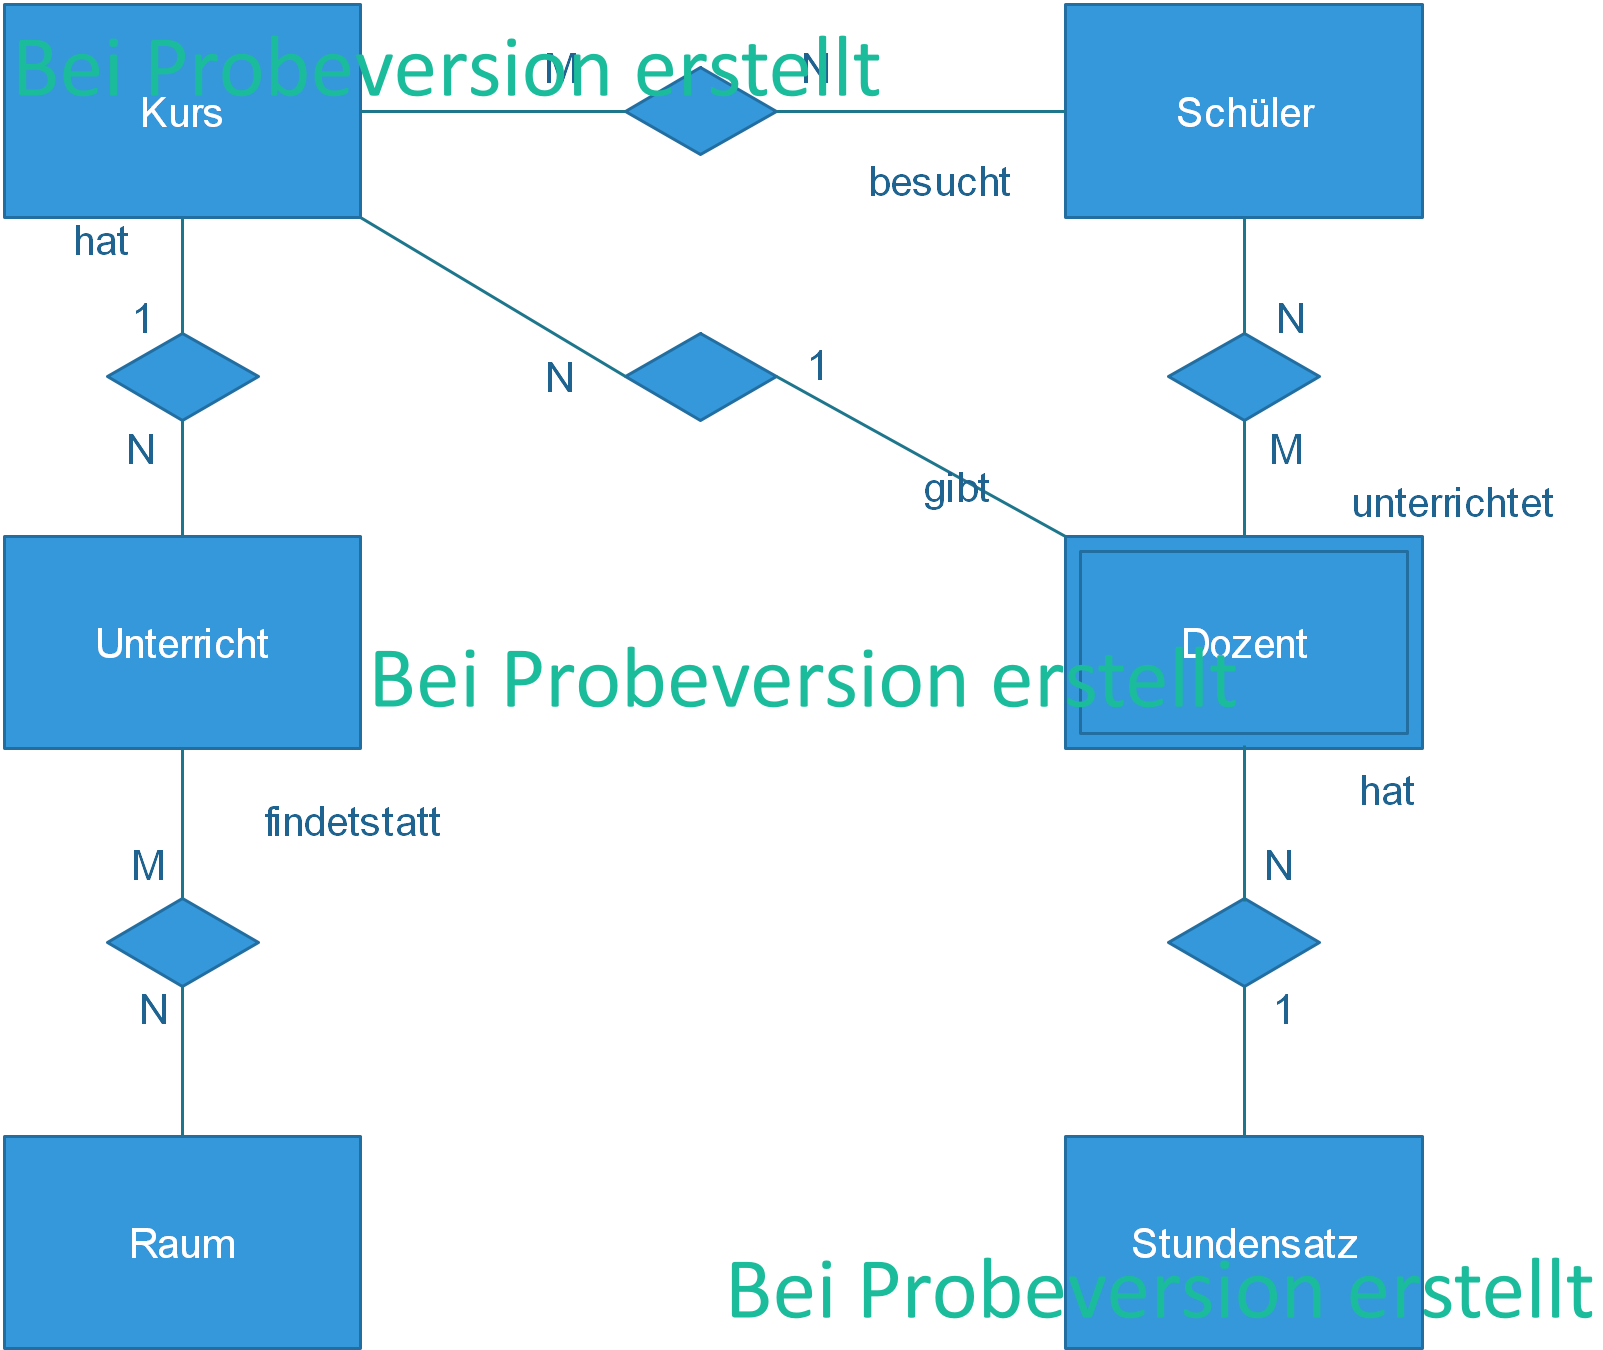 Bei Probeversion erstellt
M
N
Kurs
Schüler
besucht
hat
1
N
N
1
N
M
gibt
unterrichtet
Unterricht
Dozent
Bei Probeversion erstellt
hat
findetstatt
M
N
N
1
Raum
Stundensatz
Bei Probeversion erstellt